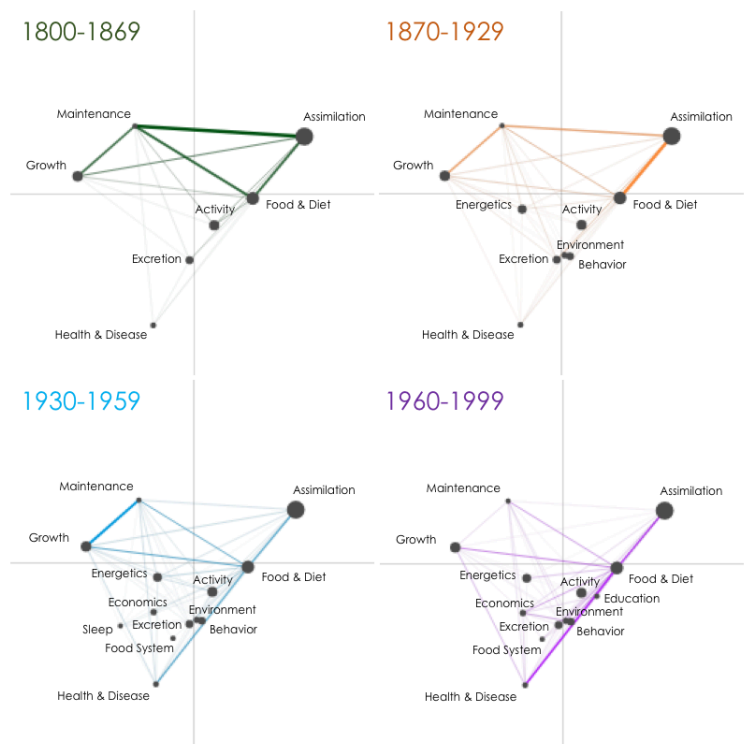 1800-1869
Maintenance
Assimilation
Growth
Activity
Food & Diet
Excretion
Health & Disease
1870-1929
Maintenance
Assimilation
Growth
Energetics
Activity
Food & Diet
Environment
Excretion
Behavior
Health & Disease
1930-1959
Maintenance
Assimilation
Growth
Energetics
Activity
Food & Diet
Economics
Environment
Sleep
Excretion
Behavior
Food System
Health & Disease
1960-1999
Maintenance
Assimilation
Growth
Energetics
Activity
Food & Diet
Education
Economics
Environment
Excretion
Behavior
Food System
Health & Disease